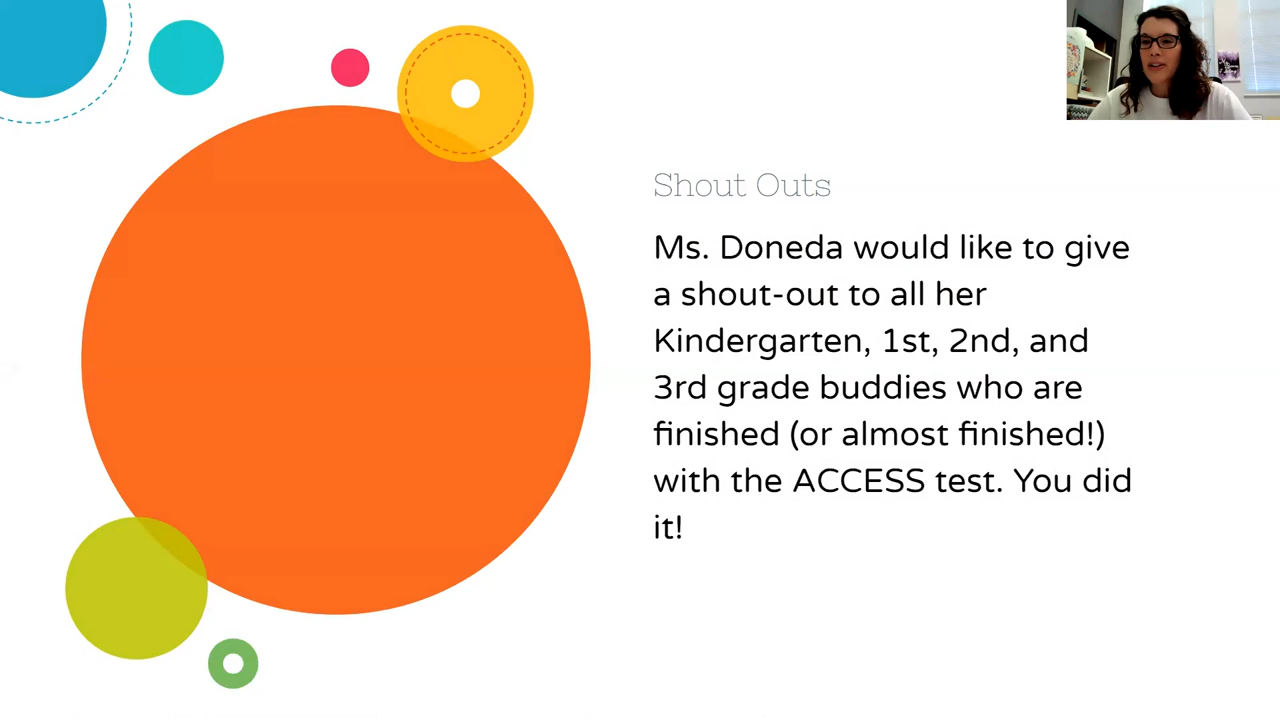 Shout Outs
Ms. Doneda would like to give
a shout-out to all her
Kindergarten, 1st, 2nd, and
3rd grade buddies who are
finished (or almost finished!)
with the ACCESS test. You did
it!